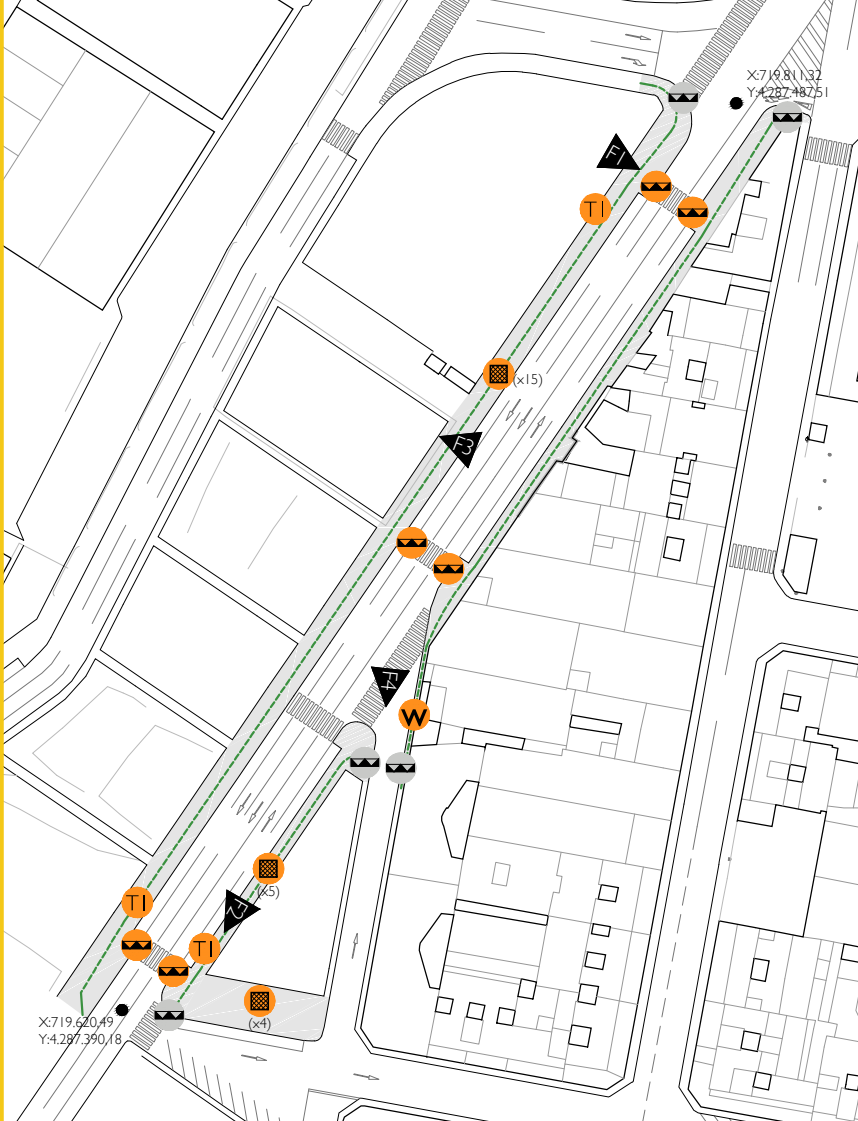 X:719.811,32
Y:4.287.487,51
F1
T1
(x15)
F3
F4
W
(x5)
T1
F2
T1
(x4)
X:719.620,49
Y:4.287.390,18